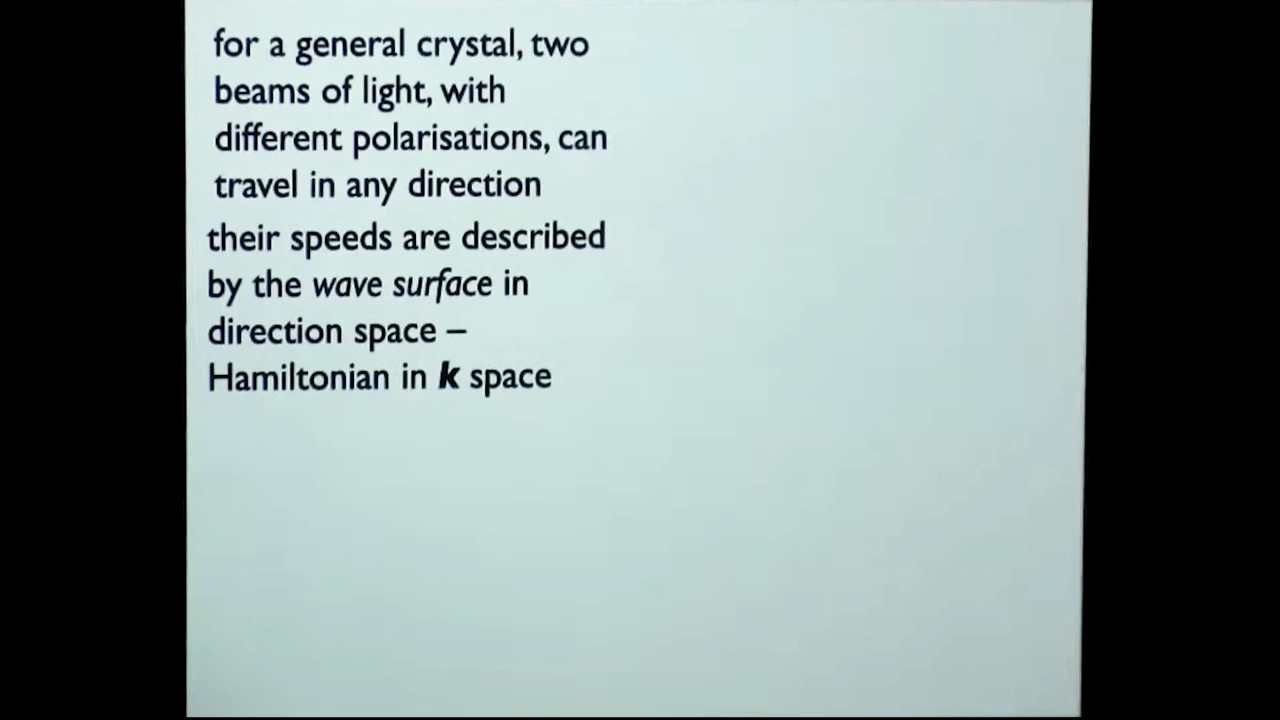 for a general crystal, two
beams of light, with
different polarisations, can
travel in any direction
their speeds are described
by the wave surface in
direction space –
Hamiltonian in k space